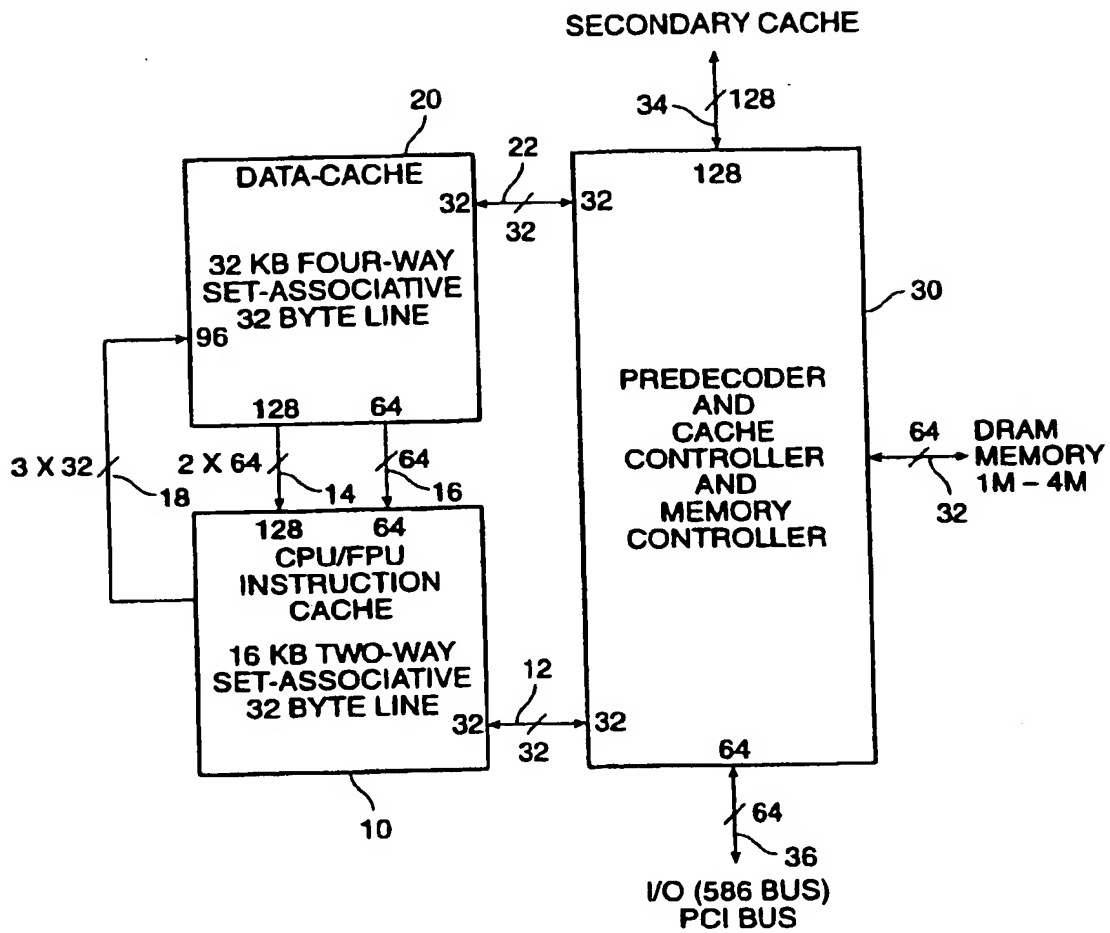 SECONDARY CACHE
34
128
20
128
DATA-CACHE
22
32
32
32
32 KB FOUR-WAY
SET-ASSOCIATIVE
32 BYTE LINE
30
96
PREDECODER
AND
CACHE
CONTROLLER
AND
MEMORY
CONTROLLER
128
64
64
DRAM
MEMORY
1M – 4M
32
3 X 32
18
2 X 64
14
64
16
128
64
CPU/FPU
INSTRUCTION
CACHE
16 KB TWO-WAY
SET-ASSOCIATIVE
32 BYTE LINE
12
32
32
32
64
10
64
36
I/O (586 BUS)
PCI BUS